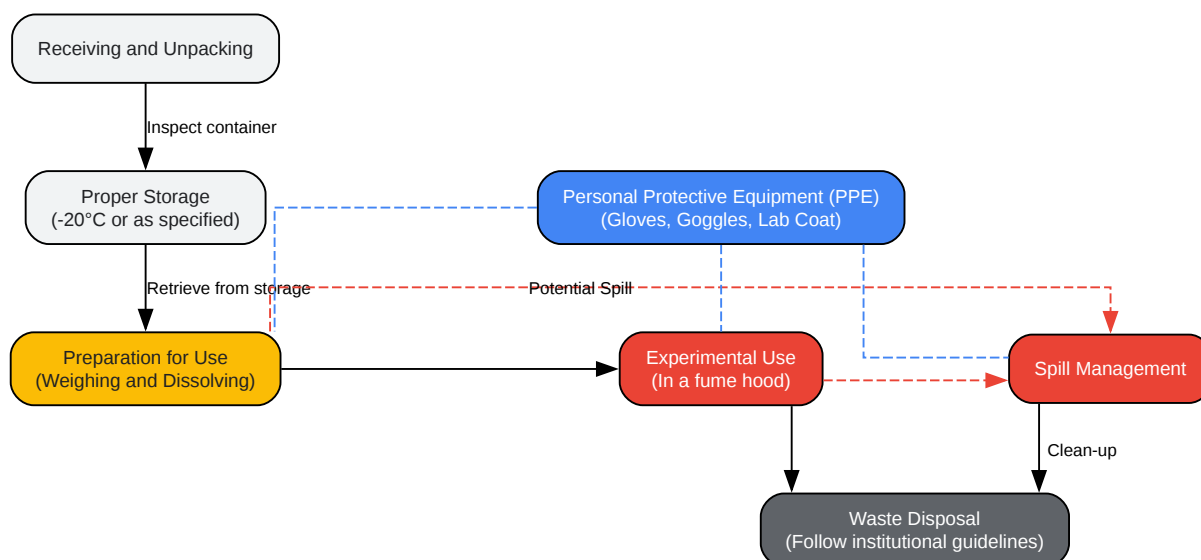 Receiving and Unpacking
Inspect container
Proper Storage
(-20°C or as specified)
Personal Protective Equipment (PPE)
(Gloves, Goggles, Lab Coat)
Retrieve from storage
Potential Spill
Preparation for Use
(Weighing and Dissolving)
Experimental Use
(In a fume hood)
Spill Management
Clean-up
Waste Disposal
(Follow institutional guidelines)